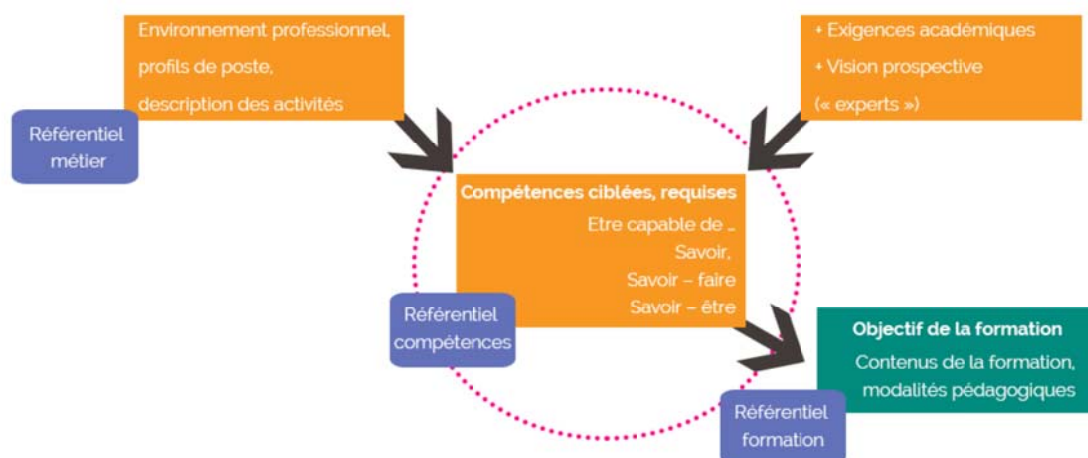 Environnement professionnel,
profils de poste,
description des activités
Référentiel
métier
+ Exigences académiques
+ Vision prospective
(« experts »)
Compétences ciblées, requises
Etre capable de …
Savoir,
Savoir – faire
Savoir – être
Référentiel
compétences
Objectif de la formation
Contenus de la formation,
modalités pédagogiques
Référentiel
formation